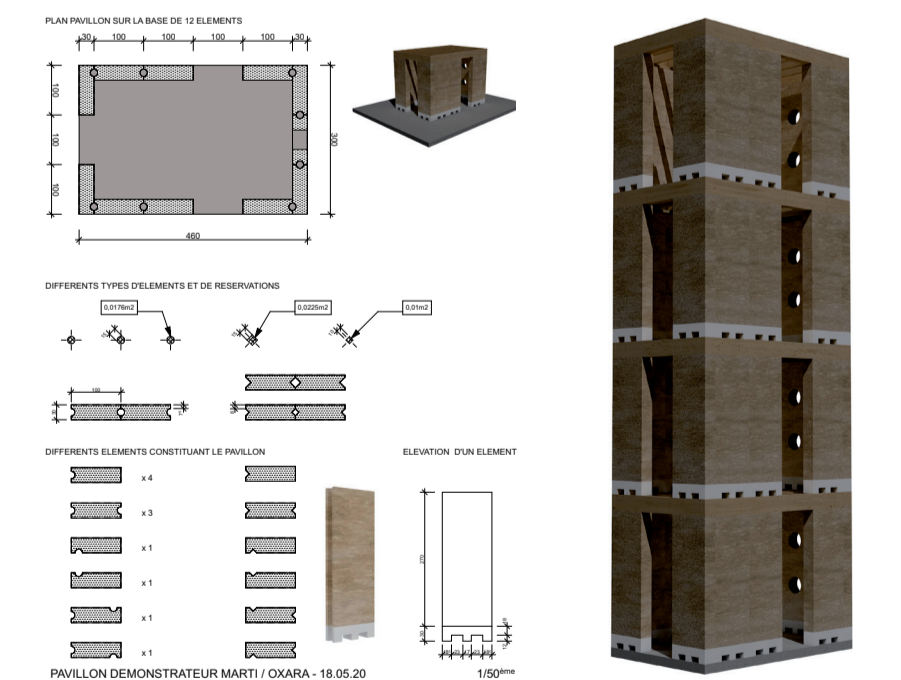 PLAN PAVILLON SUR LA BASE DE 12 ELEMENTS
30 100 100 100 100 30
100
100
100
300
460
DIFFERENTS TYPES D'ELEMENTS ET DE RESERVATIONS
0,0176m2 0,0225m2 0,01m2
100
DIFFERENTS ELEMENTS CONSTITUANT LE PAVILLON
x 4
x 3
x 1
x 1
x 1
x 1
ELEVATION D'UN ELEMENT
270
30
PAVILLON DEMONSTRATEUR MARTI / OXARA - 18.05.20
1/50ème